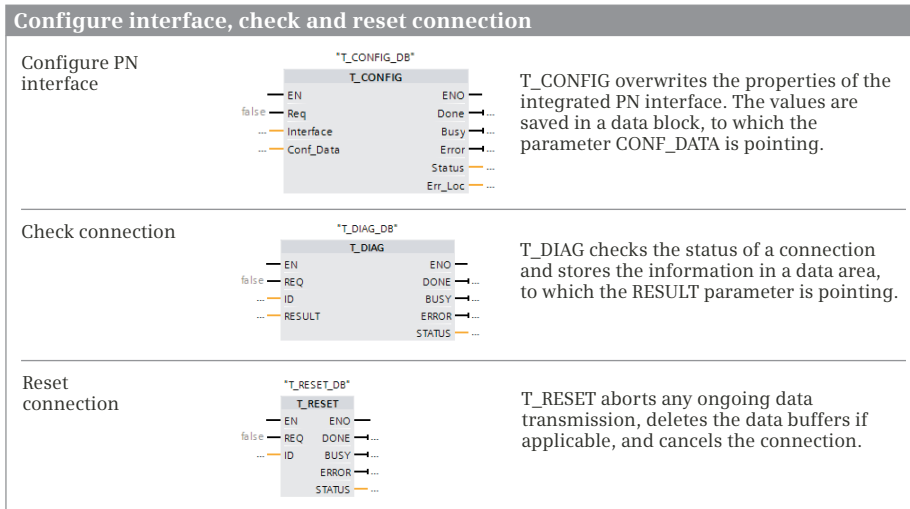 Configure interface, check and reset connection
Configure PN
interface
"T_CONFIG_DB"
T_CONFIG
EN ENO
false Req Done ...
... Interface Busy ...
... Conf_Data Error ...
Status ...
Err_Loc ...
T_CONFIG overwrites the properties of the
integrated PN interface. The values are
saved in a data block, to which the
parameter CONF_DATA is pointing.
Check connection
"T_DIAG_DB"
T_DIAG
EN ENO
false REQ DONE ...
... ID BUSY ...
... RESULT ERROR ...
STATUS ...
T_DIAG checks the status of a connection
and stores the information in a data area,
to which the RESULT parameter is pointing.
Reset
connection
"T_RESET_DB"
T_RESET
EN ENO
false REQ DONE ...
... ID BUSY ...
ERROR ...
STATUS ...
T_RESET aborts any ongoing data
transmission, deletes the data buffers if
applicable, and cancels the connection.